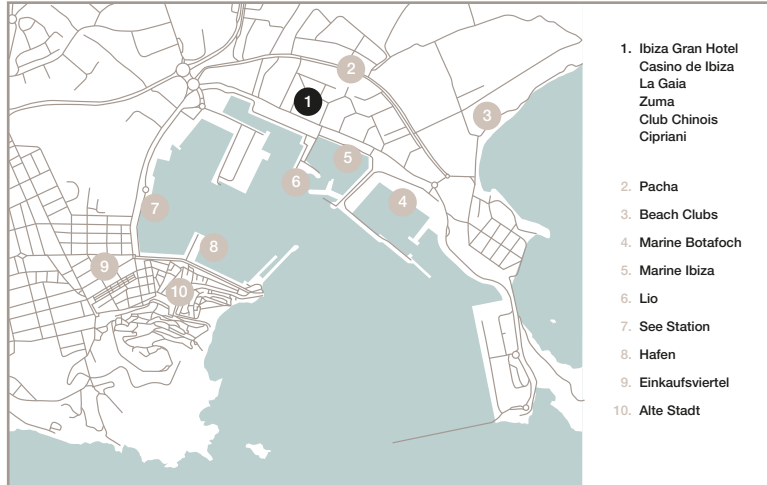 2
1
3
5
6
4
7
8
9
10
1. Ibiza Gran Hotel
Casino de Ibiza
La Gaia
Zuma
Club Chinois
Cipriani
2. Pacha
3. Beach Clubs
4. Marine Botafoch
5. Marine Ibiza
6. Lio
7. See Station
8. Hafen
9. Einkaufsviertel
10. Alte Stadt